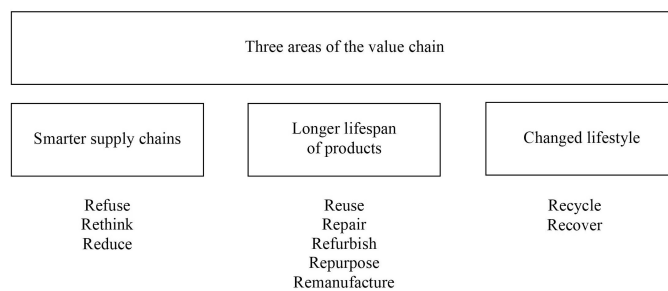 Three areas of the value chain
Smarter supply chains
Longer lifespan
of products
Changed lifestyle
Refuse
Rethink
Reduce
Reuse
Repair
Refurbish
Repurpose
Remanufacture
Recycle
Recover